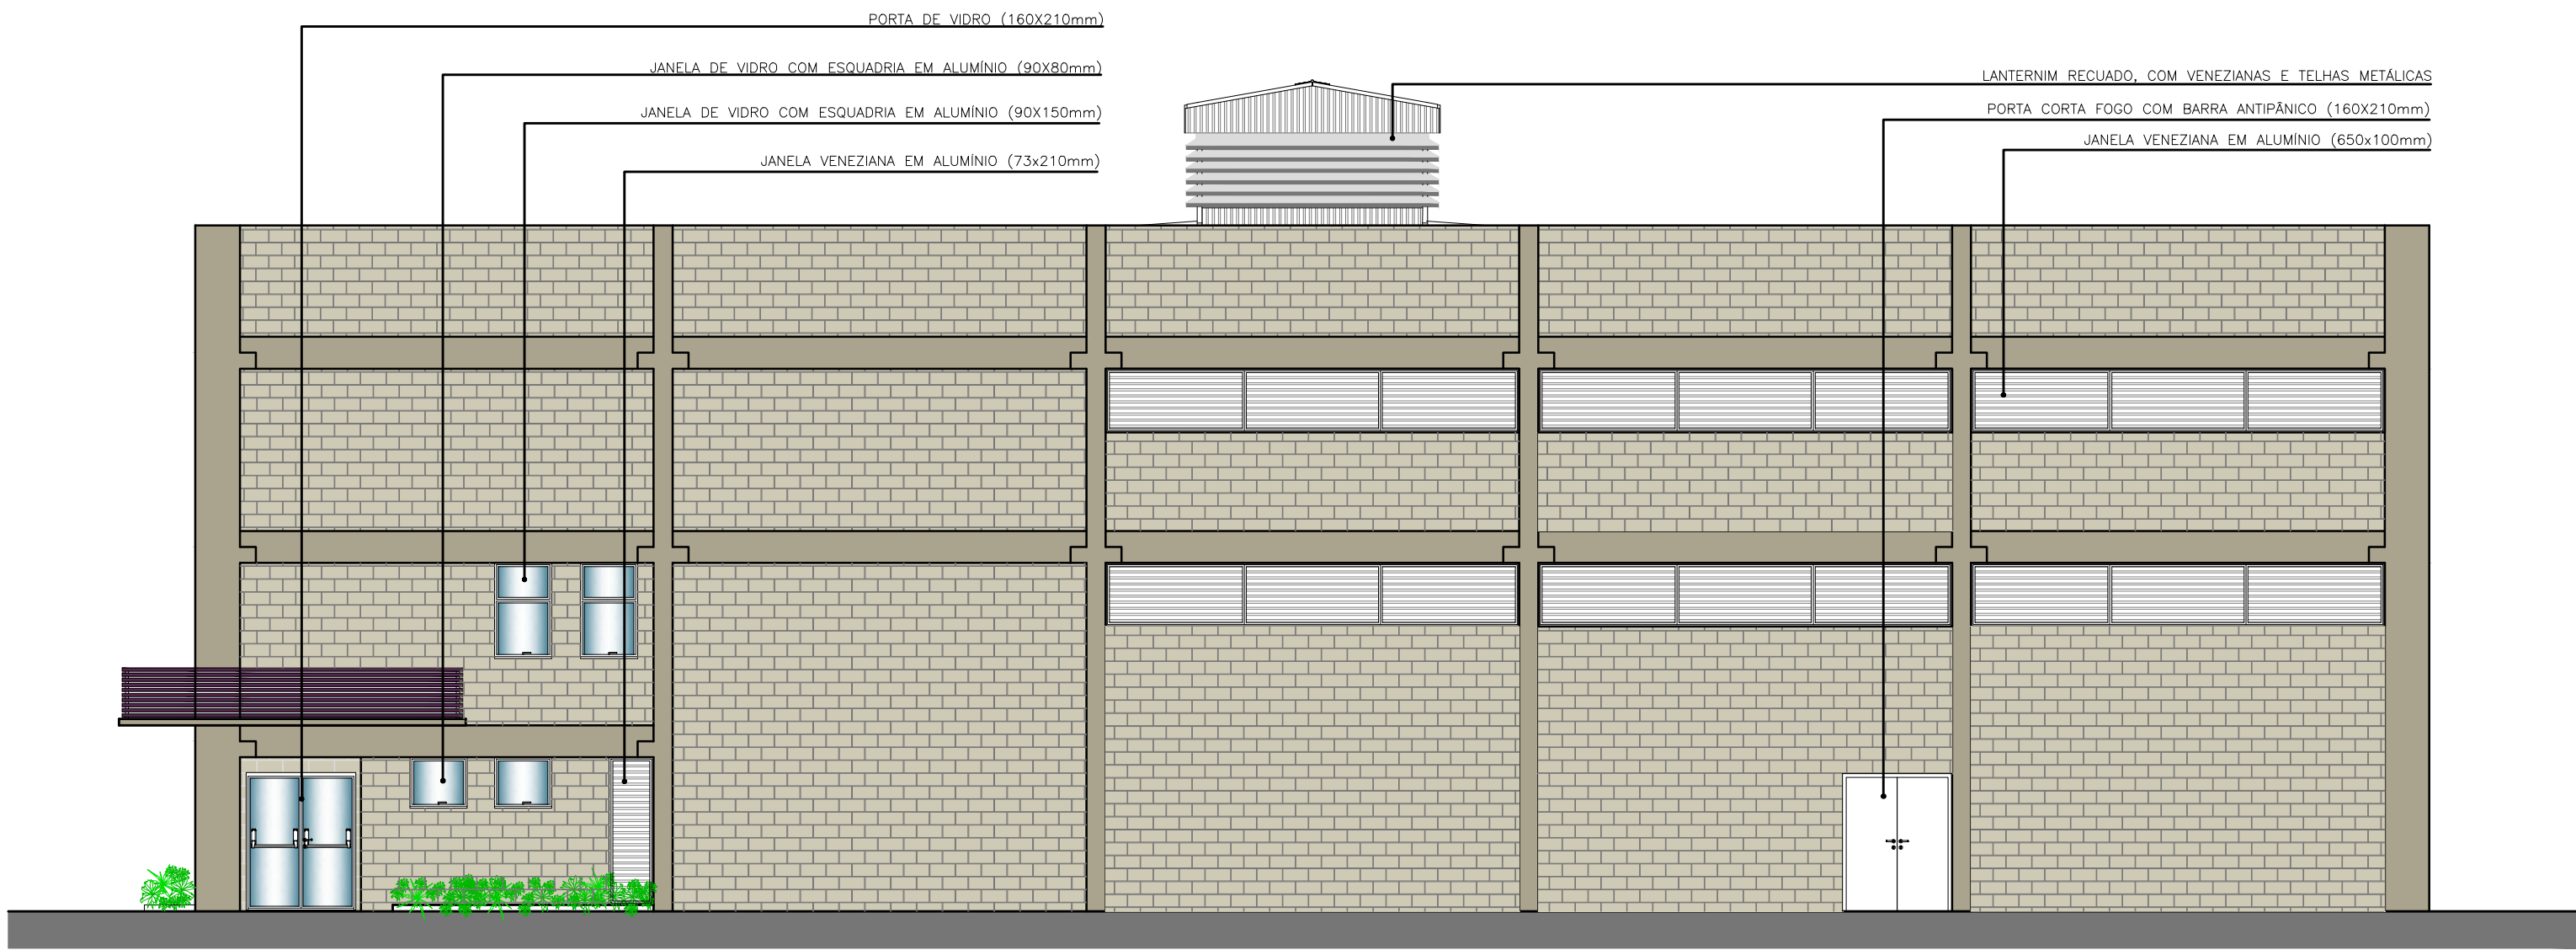 PORTA DE VIDRO (160X210mm)
JANELA DE VIDRO COM ESQUADRIA EM ALUMÍNIO (90X80mm)
JANELA DE VIDRO COM ESQUADRIA EM ALUMÍNIO (90X150mm)
JANELA VENEZIANA EM ALUMÍNIO (73x210mm)
LANTERNIM RECUADO, COM VENEZIANAS E TELHAS METÁLICAS
PORTA CORTA FOGO COM BARRA ANTIPÂNICO (160X210mm)
JANELA VENEZIANA EM ALUMÍNIO (650x100mm)